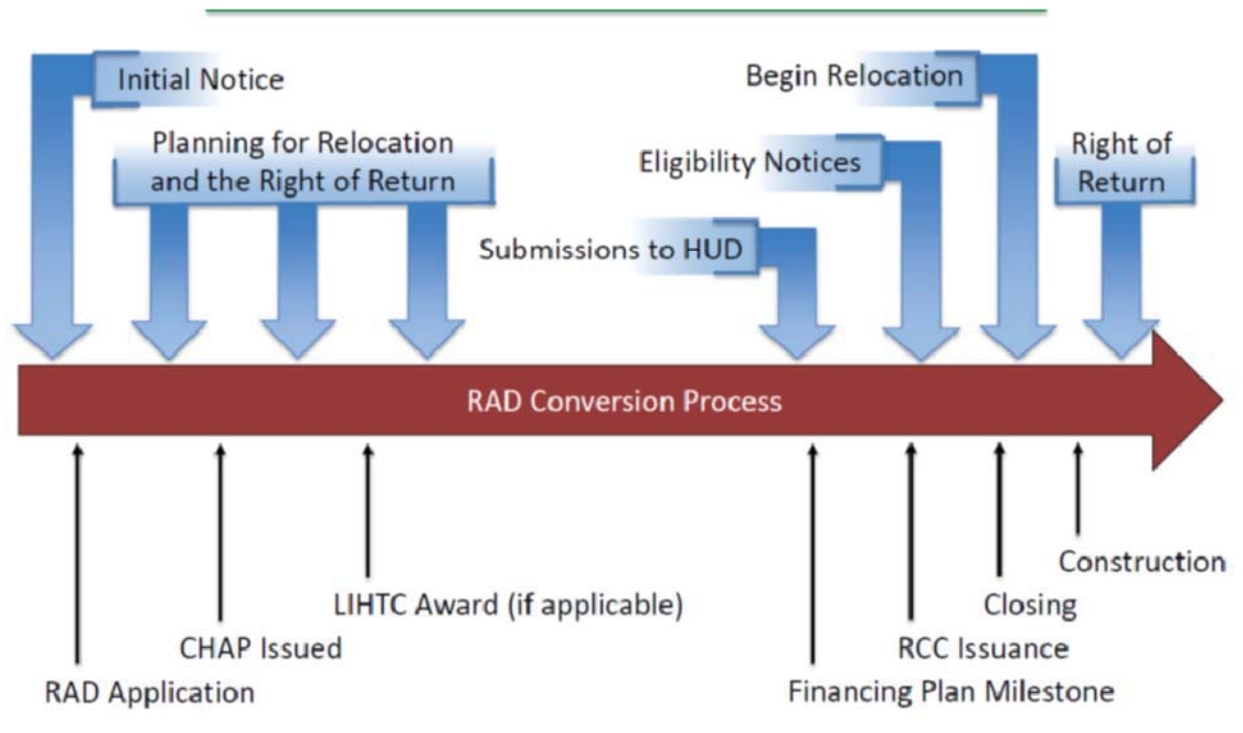 Initial Notice
Begin Relocation
Planning for Relocation
and the Right of Return
Eligibility Notices
Right of
Return
Submissions to HUD
RAD Conversion Process
Construction
LIHTC Award (if applicable)
Closing
CHAP Issued
RCC Issuance
RAD Application
Financing Plan Milestone